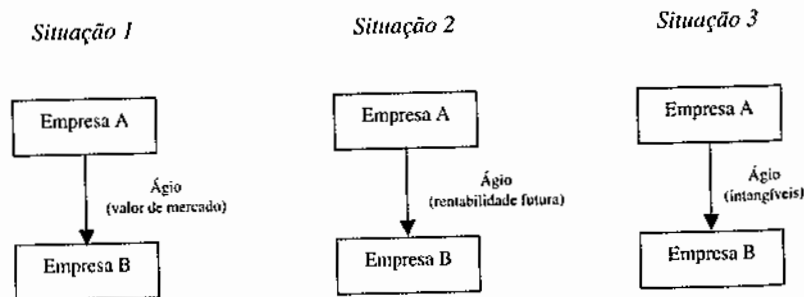 Situação 1
Situação 2
Situação 3
Empresa A
Empresa A
Empresa A
Ágio
(valor de mercado)
Ágio
(rentabilidade futura)
Ágio
(intangíveis)
Empresa B
Empresa B
Empresa B